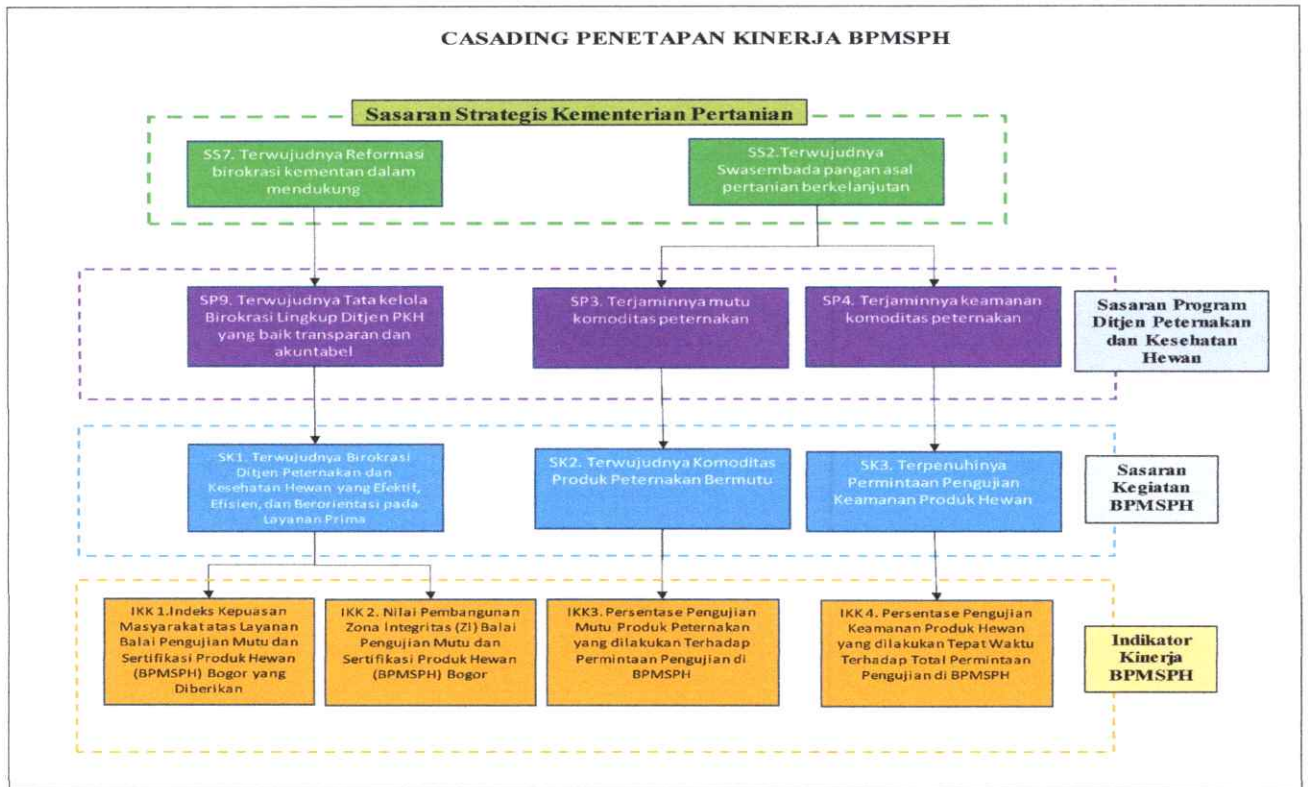 CASADING PENETAPAN KINERJA BPMSPH
Sasaran Strategis Kementerian Pertanian
SS7. Terwujudnya Reformasi
birokrasi kementan dalam
mendukung
SS2.Terwujudnya
Swasembada pangan asal
pertanian berkelanjutan
SP9. Terwujudnya Tata kelola
Birokrasi Lingkup Ditjen PKH
yang baik transparan dan
akuntabel
SP3. Terjaminnya mutu
komoditas peternakan
SP4. Terjaminnya keamanan
komoditas peternakan
Sasaran Program
Ditjen Peternakan
dan Kesehatan
Hewan
SK1. Terwujudnya Birokrasi
Ditjen Peternakan dan
Kesehatan Hewan yang Efektif,
Efisien, dan Berorientasi pada
Layanan Prima
SK2. Terwujudnya Komoditas
Produk Peternakan Bermutu
SK3. Terpenuhinya
Permintaan Pengujian
Keamanan Produk Hewan
Sasaran
Kegiatan
BPMSPH
IKK 1.Indeks Kepuasan
Masyarakat atas Layanan
Balai Pengujian Mutu dan
Sertifikasi Produk Hewan
(BPMSPH) Bogor yang
Diberikan
IKK 2. Nilai Pembangunan
Zona Integritas (ZI) Balai
Pengujian Mutu dan
Sertifikasi Produk Hewan
(BPMSPH) Bogor
IKK3. Persentase Pengujian
Mutu Produk Peternakan
yang dilakukan Terhadap
Permintaan Pengujian di
BPMSPH
IKK 4. Persentase Pengujian
Keamanan Produk Hewan
yang dilakukan Tepat Waktu
Terhadap Total Permintaan
Pengujian di BPMSPH
Indikator
Kinerja
BPMSPH